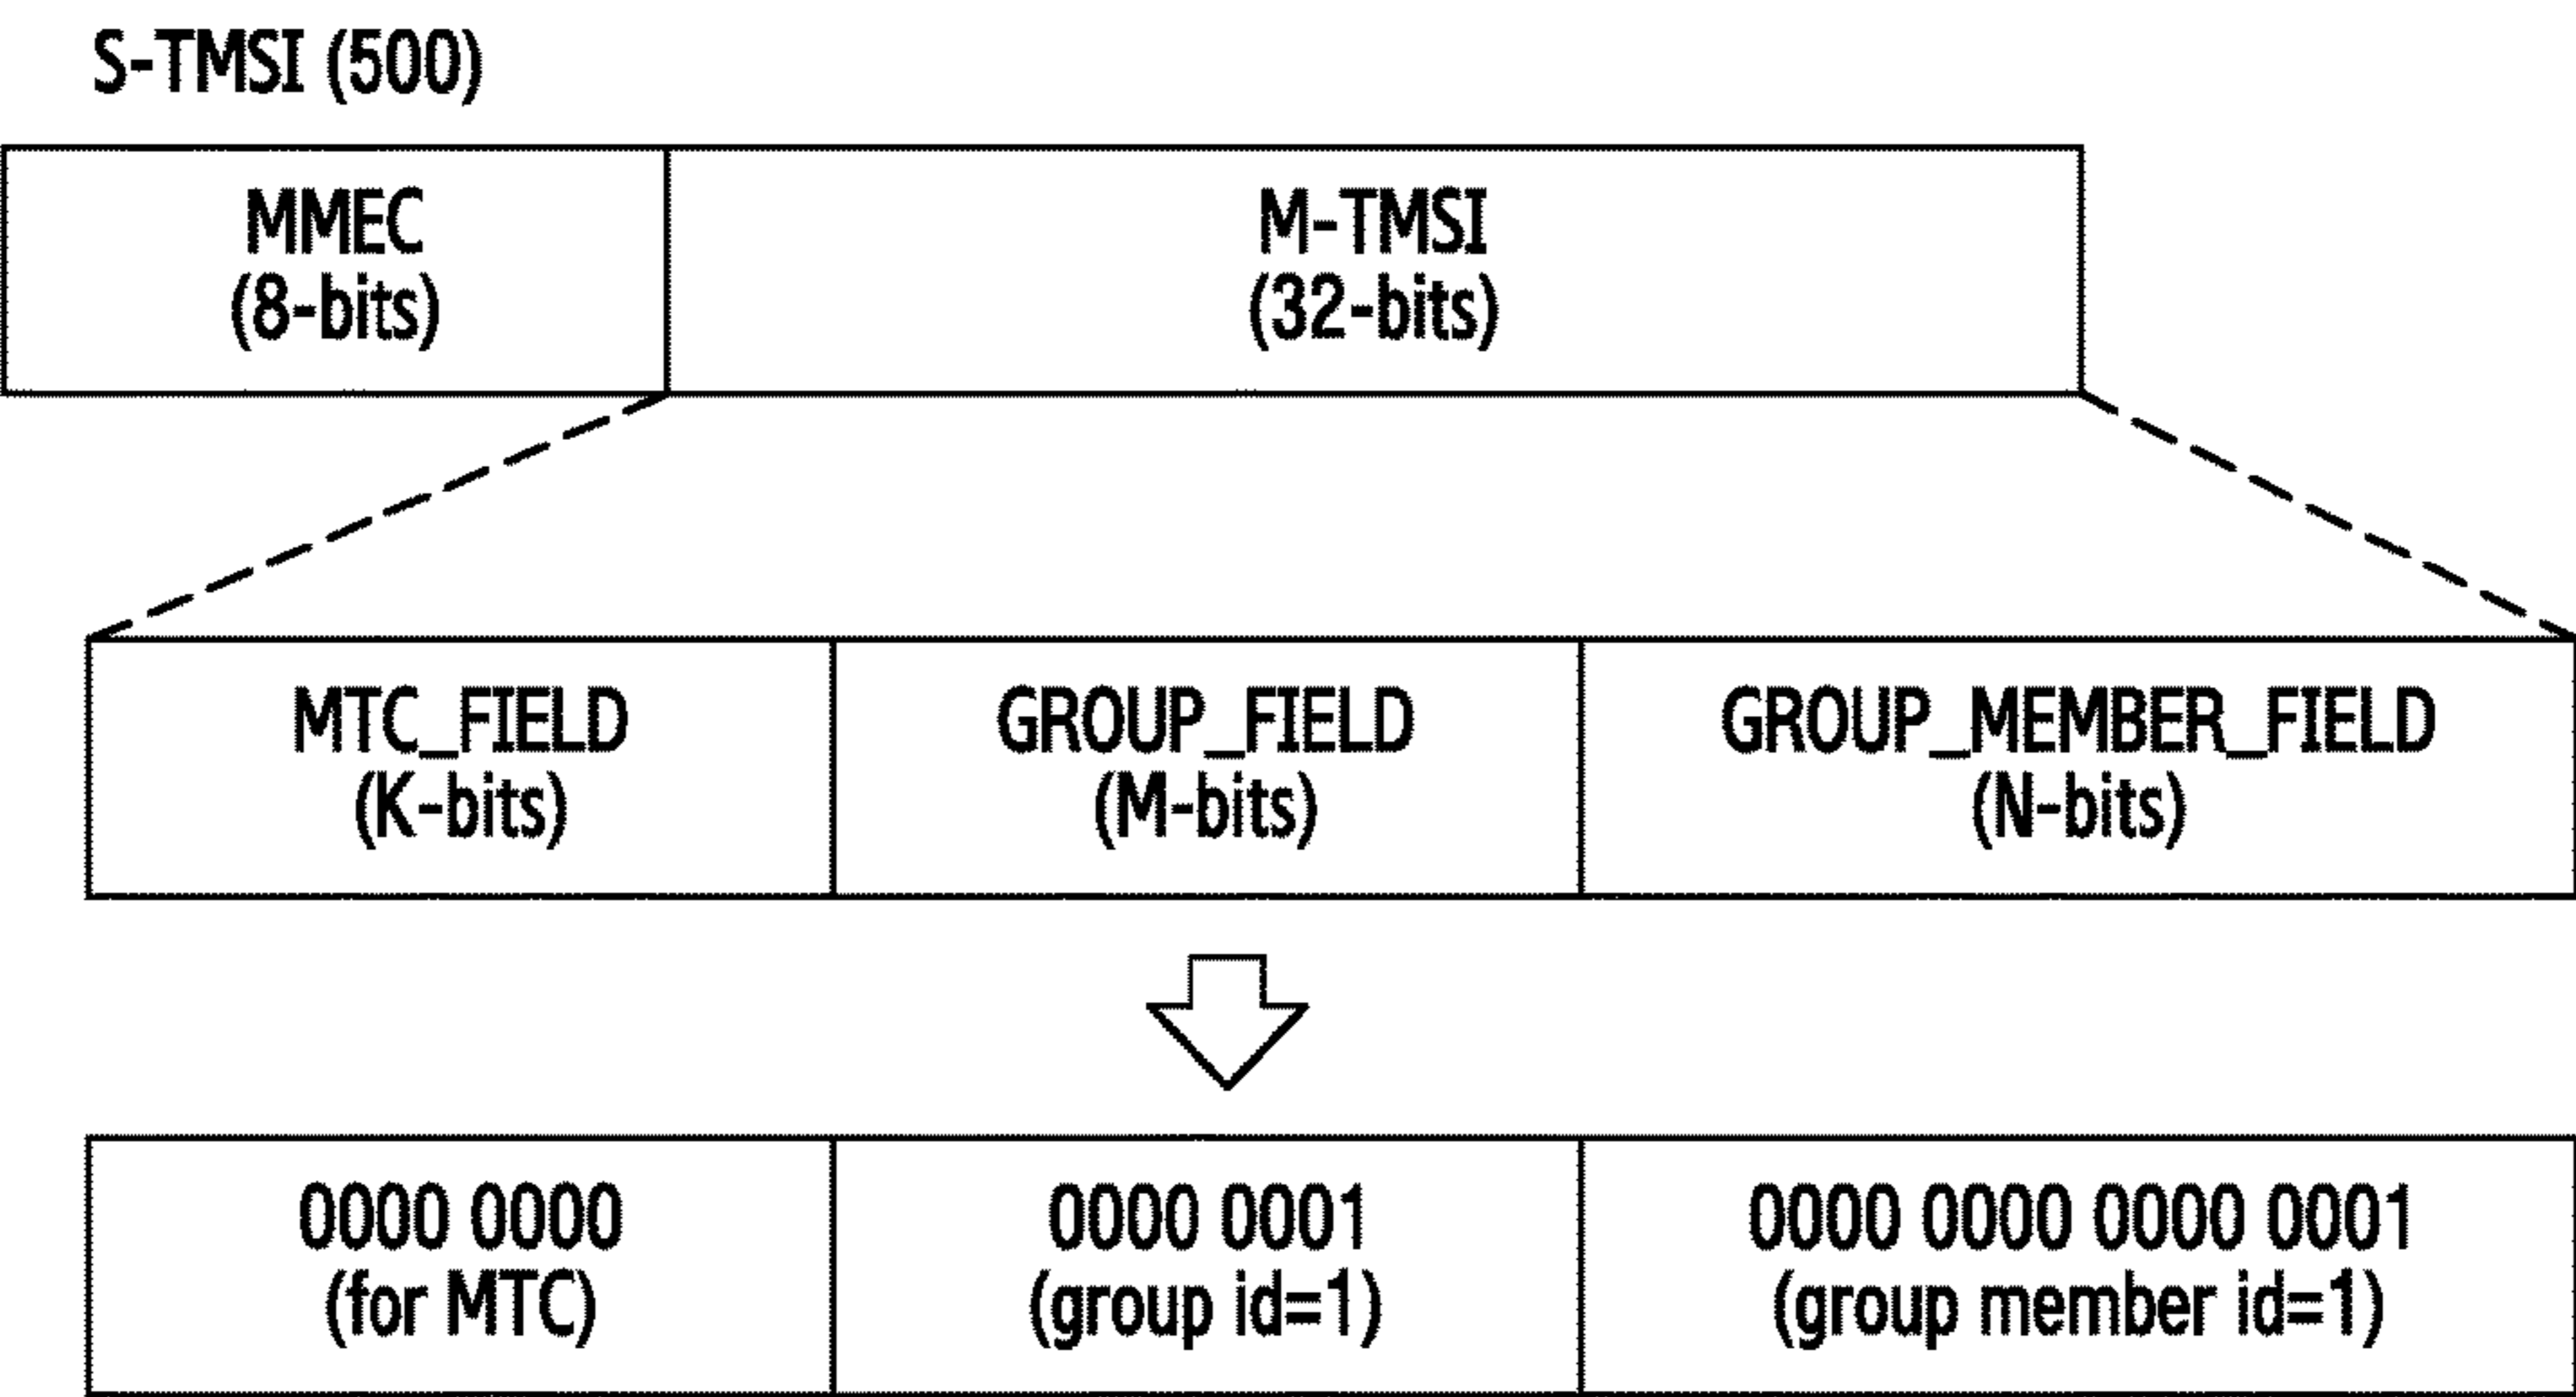 S-TMSI (500)
MMEC
(8-bits)
M-TMSI
(32-bits)
MTC_FIELD
(K-bits)
GROUP_FIELD
(M-bits)
GROUP_MEMBER_FIELD
(N-bits)
0000 0000
(for MTC)
0000 0001
(group id=1)
0000 0000 0000 0001
(group member id=1)